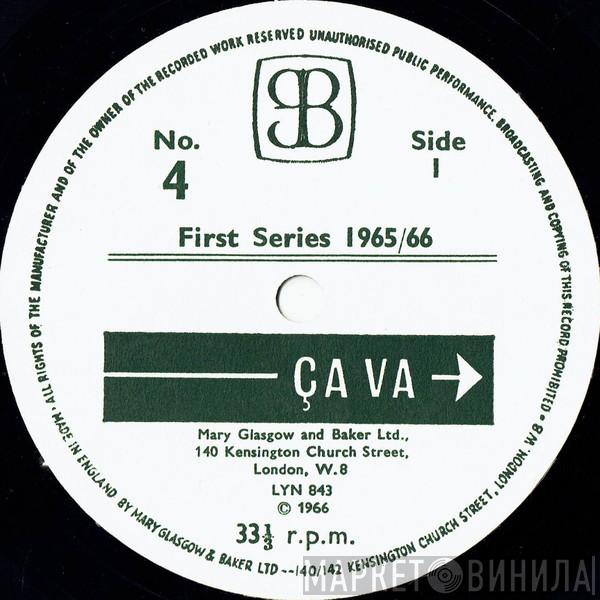 ALL RIGHTS OF THE MANUFACTURER AND OF THE OWNER OF THE RECORDED WORK RESERVED UNAUTHORISED PUBLIC PERFORMANCE. BROADCASTING AND COPYING OF THIS RECORD PROHIBITED •
GB
No.
4
Side
1
First Series 1965/66
ÇA VA
Mary Glasgow and Baker Ltd.,
140 Kensington Church Street,
London, W.8
LYN 843
© 1966
33⅓ r.p.m.
MADE IN ENGLAND BY MARY GLASGOW & BAKER LTD -- 140/142 KENSINGTON CHURCH STREET, LONDON. W.8 •
МАРКЕТ ВИНИЛА